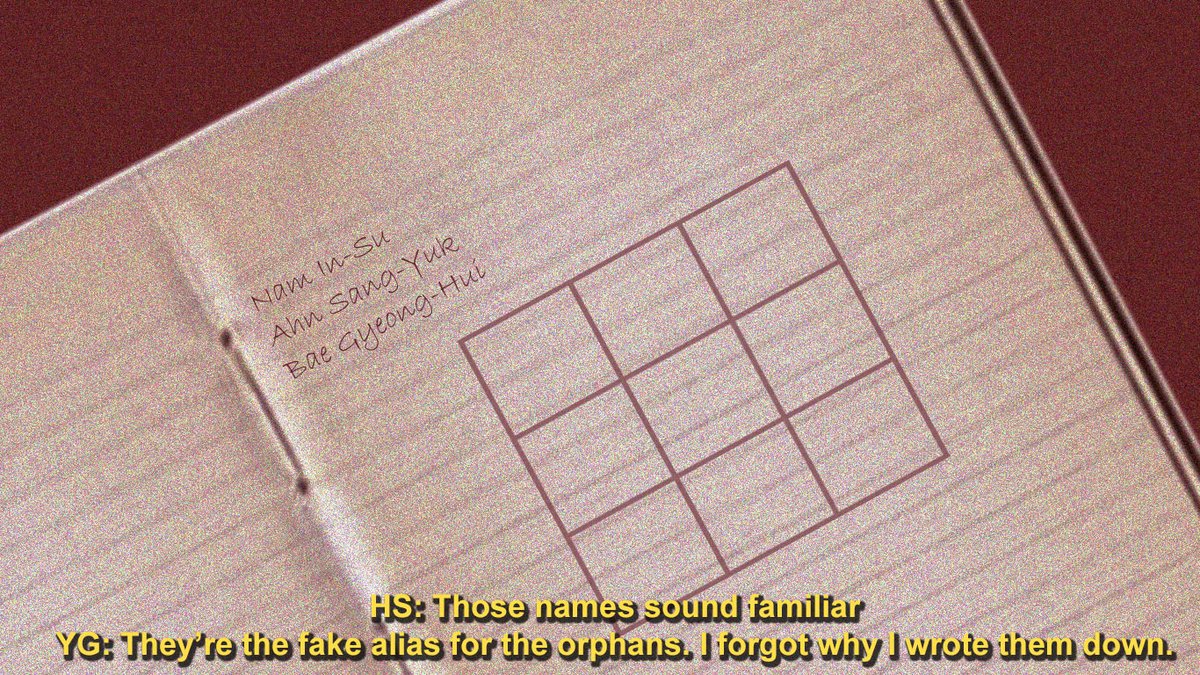 Nam In-Su
Ahn Sang-Yuk
Bae Gyeong-Hui
HS: Those names sound familiar
YG: They're the fake alias for the orphans. I forgot why I wrote them down.